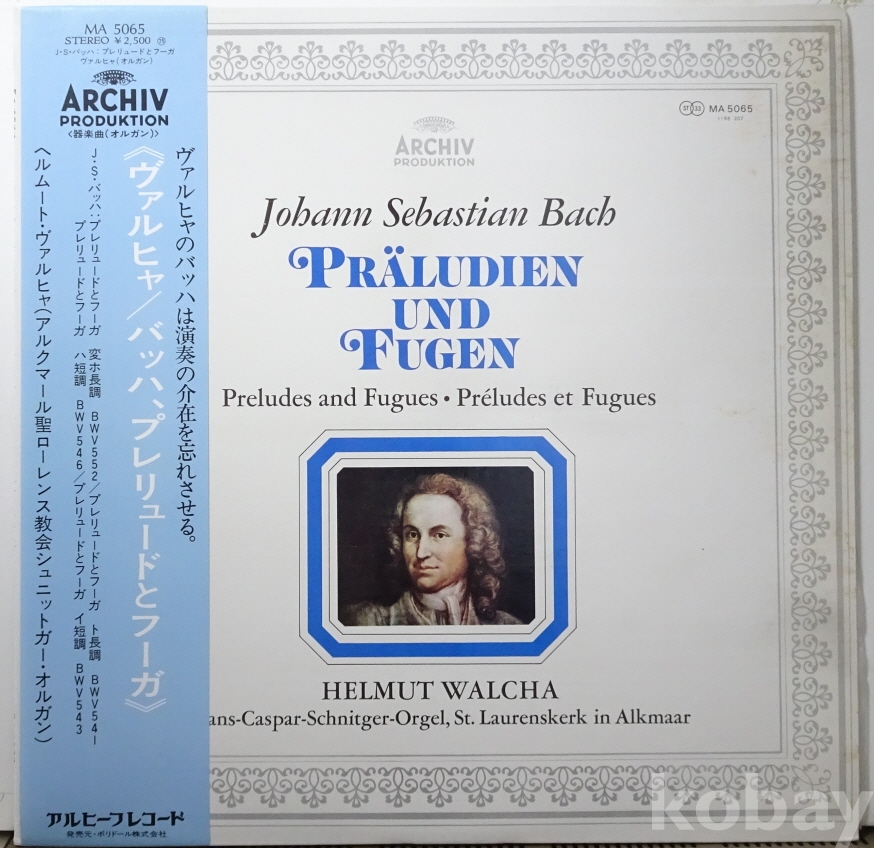 MA 5065
STEREO ¥2,500
J・S・バッハ:プレリュードとフーガ
ヴァルヒャ(オルガン)
ARCHIV
PRODUKTION
〈器楽曲(オルガン)〉
ヴァルヒャのバッハは演奏の介在を忘れさせる。
《ヴァルヒャ/バッハ、プレリュードとフーガ》
J・S・バッハ:プレリュードとフーガ 変ホ長調 BWV552/プレリュードとフーガ ト長調 BWV541
プレリュードとフーガ ハ短調 BWV546/プレリュードとフーガ イ短調 BWV543
ヘルムート・ヴァルヒャ(アルクマール聖ローレンス教会シュニットガー・オルガン)
アルヒーフレコード
発売元・ポリドール株式会社
ARCHIV
PRODUKTION
ST 33 MA 5065
Johann Sebastian Bach
PRÄLUDIEN
UND
FUGEN
Preludes and Fugues • Préludes et Fugues
HELMUT WALCHA
ans-Caspar-Schnitger-Orgel, St. Laurenskerk in Alkmaar
kobay